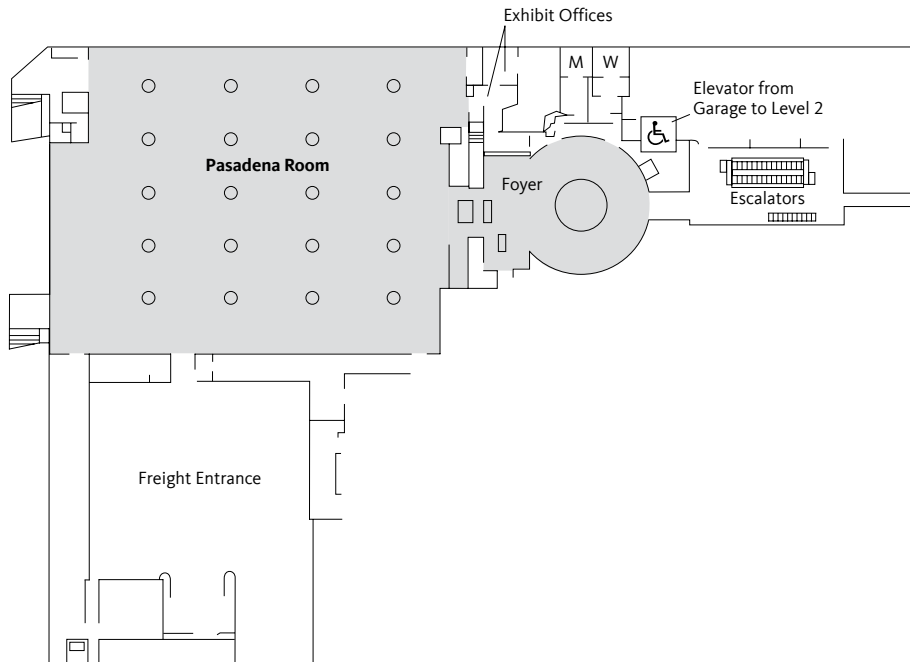 Exhibit Offices
M
W
Elevator from
Garage to Level 2
Pasadena Room
Foyer
Escalators
Freight Entrance